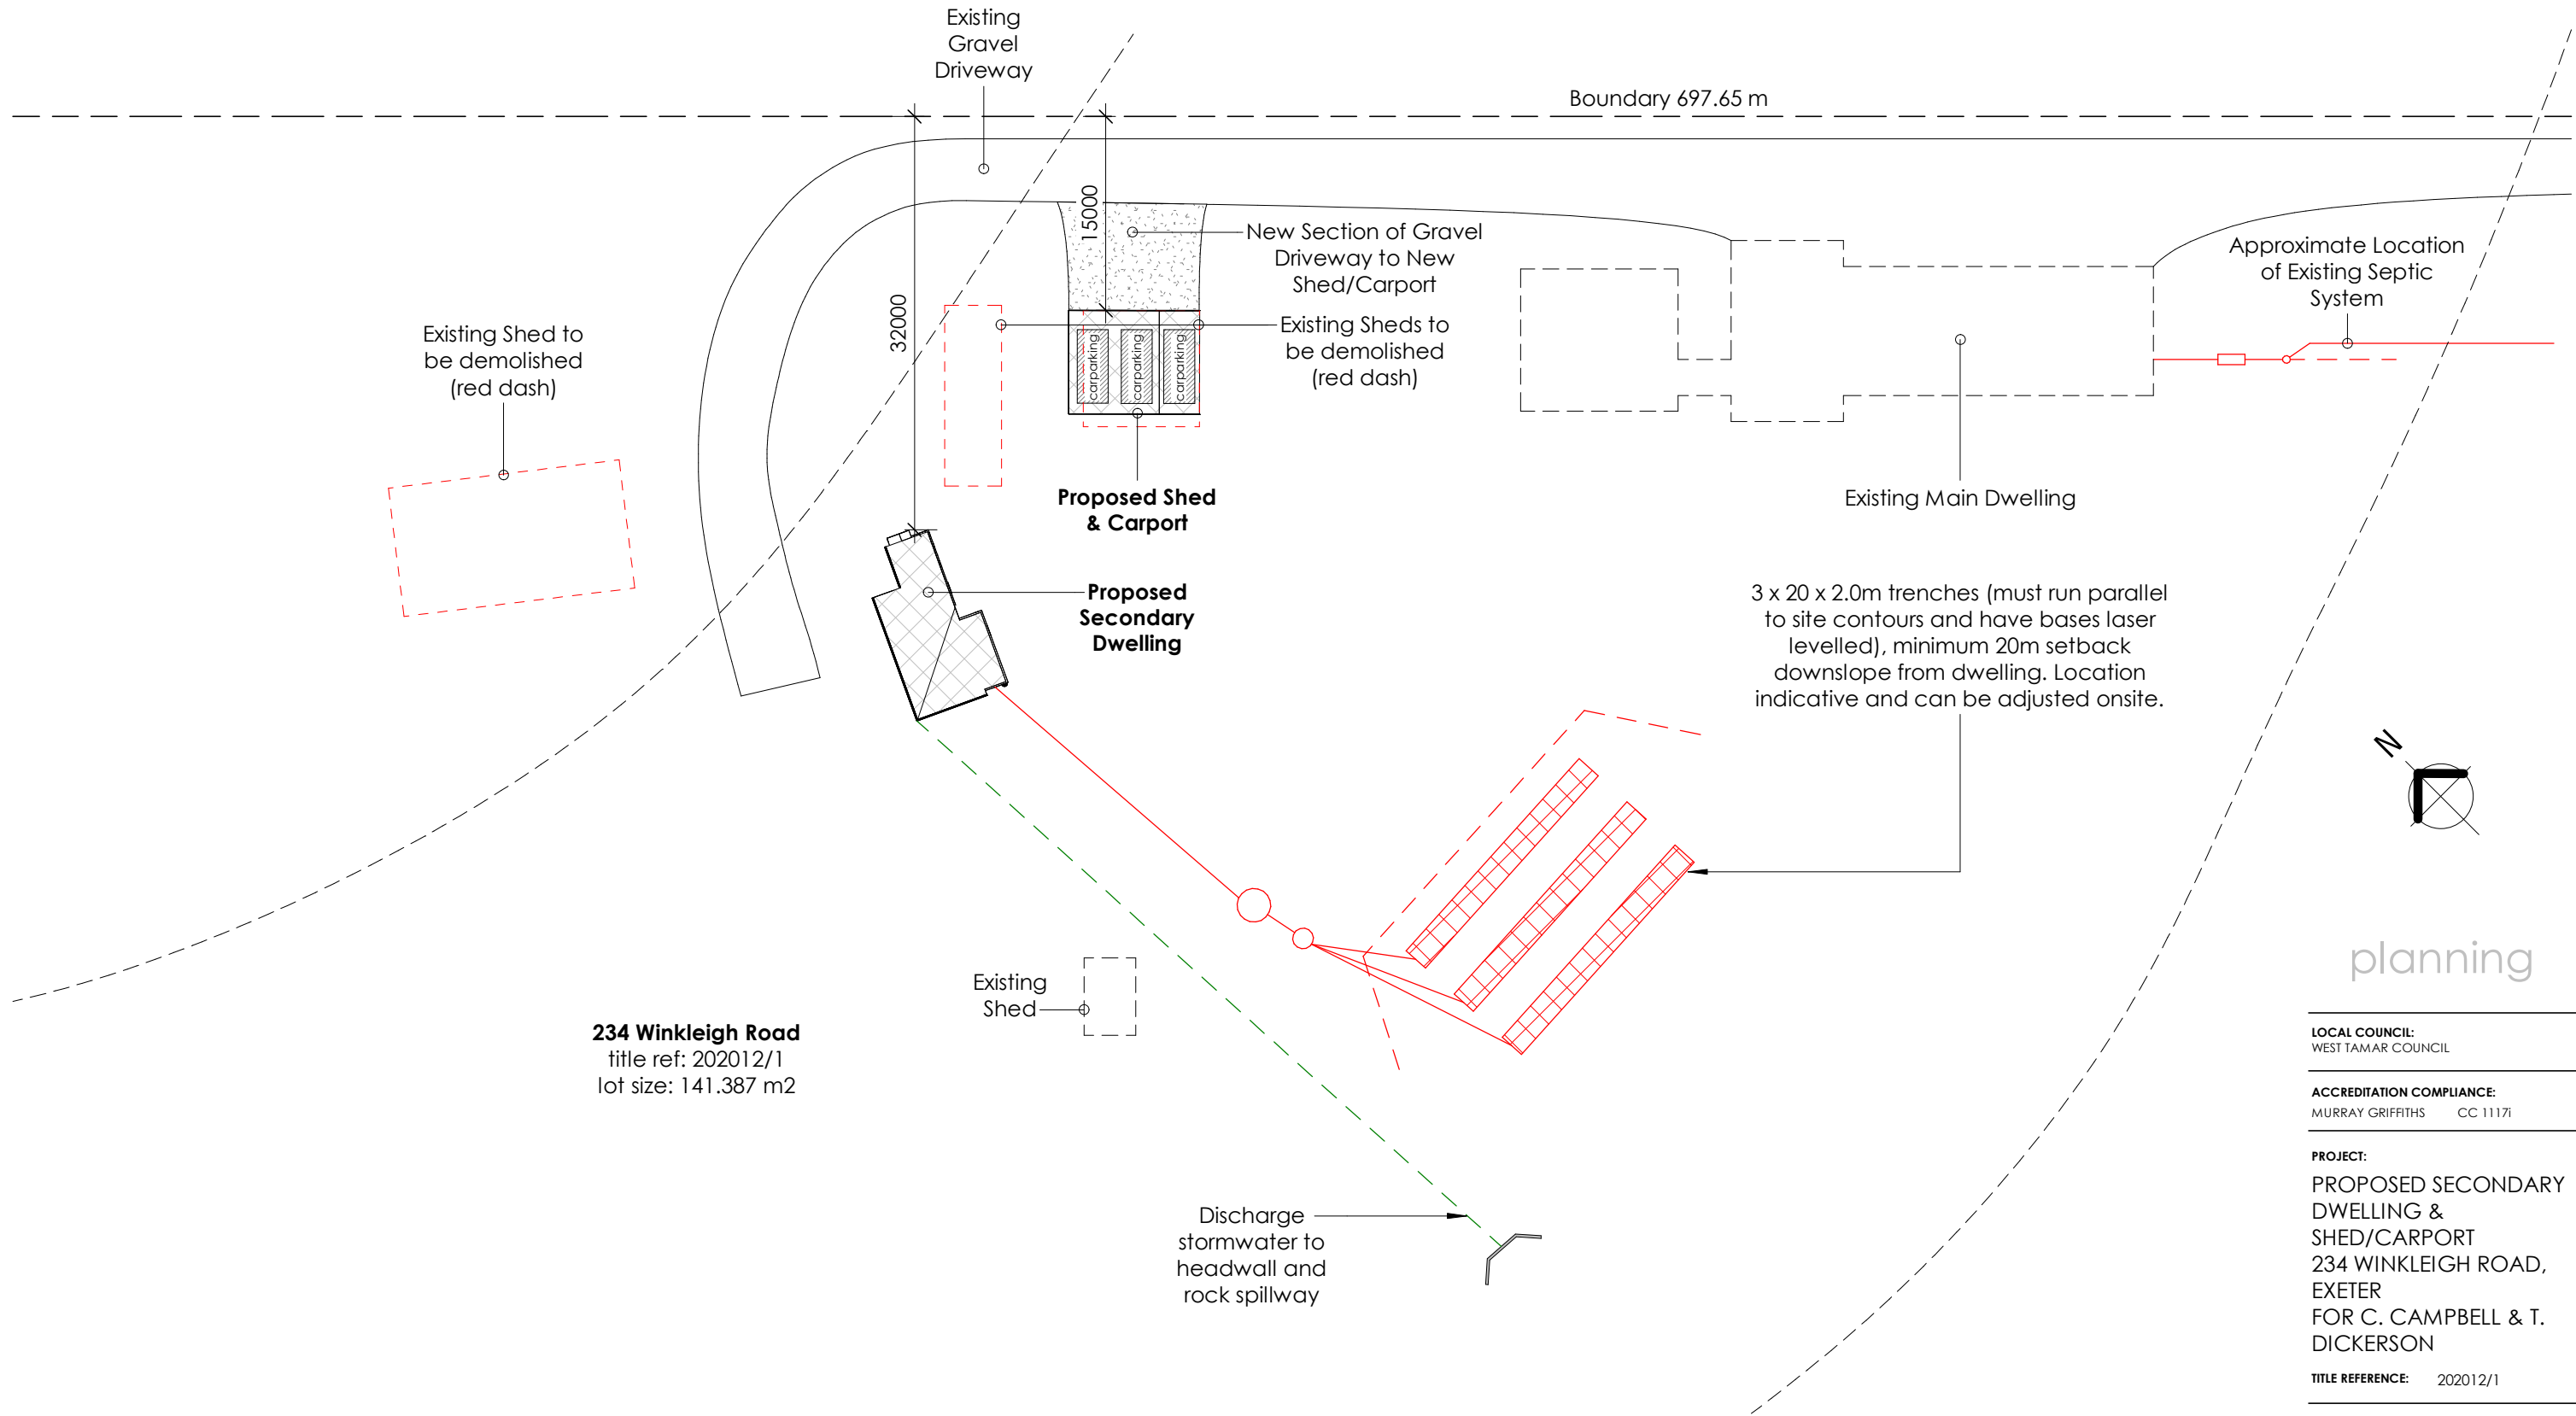 Existing
Gravel
Driveway
Boundary 697.65 m
32000
15000
New Section of Gravel
Driveway to New
Shed/Carport
Existing Sheds to
be demolished
(red dash)
carparking
carparking
carparking
Existing Shed to
be demolished
(red dash)
Approximate Location
of Existing Septic
System
Proposed Shed
& Carport
Existing Main Dwelling
Proposed
Secondary
Dwelling
3 x 20 x 2.0m trenches (must run parallel
to site contours and have bases laser
levelled), minimum 20m setback
downslope from dwelling. Location
indicative and can be adjusted onsite.
N
Existing
Shed
234 Winkleigh Road
title ref: 202012/1
lot size: 141.387 m2
Discharge
stormwater to
headwall and
rock spillway
planning
LOCAL COUNCIL:
WEST TAMAR COUNCIL
ACCREDITATION COMPLIANCE:
MURRAY GRIFFITHS CC 1117i
PROJECT:
PROPOSED SECONDARY
DWELLING &
SHED/CARPORT
234 WINKLEIGH ROAD,
EXETER
FOR C. CAMPBELL & T.
DICKERSON
TITLE REFERENCE: 202012/1